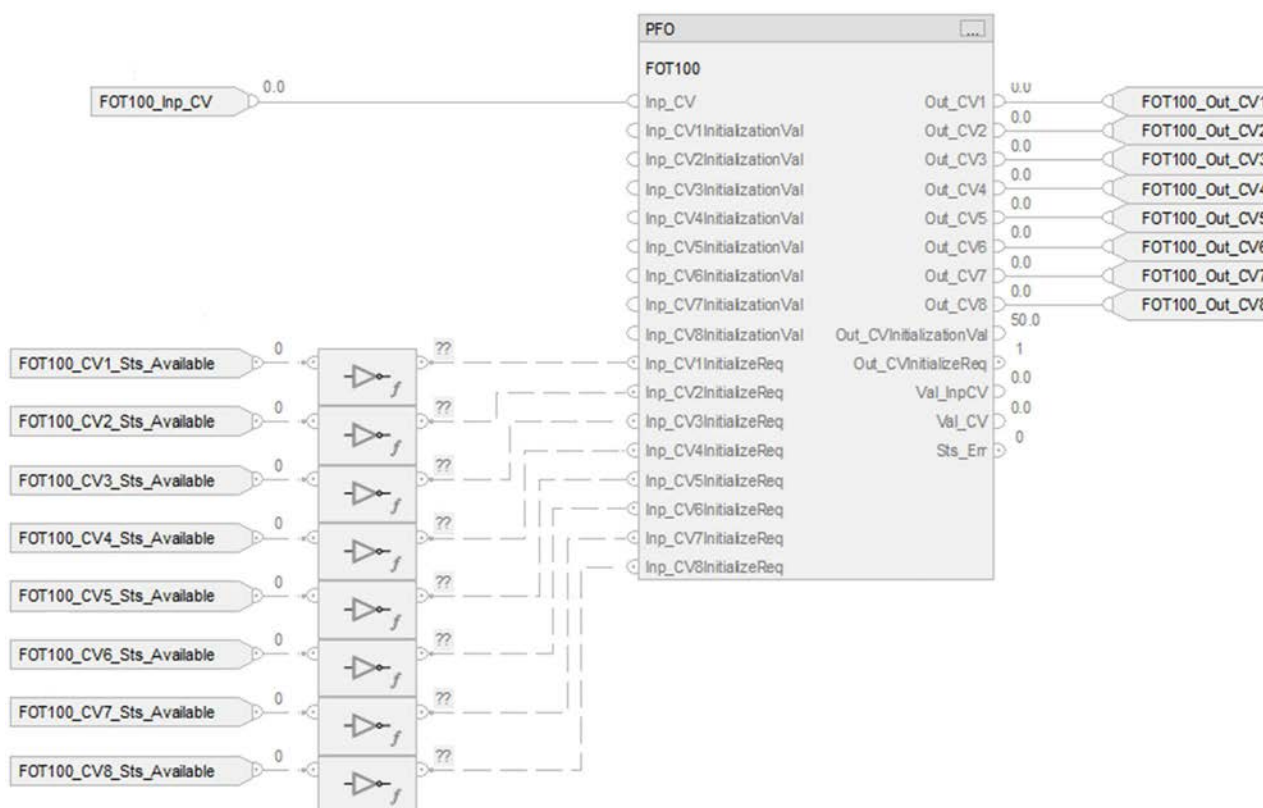 PFO
...
FOT100
FOT100_Inp_CV
0.0
Inp_CV
Out_CV1
0.0
FOT100_Out_CV1
Inp_CV1InitializationVal
Out_CV2
0.0
FOT100_Out_CV2
Inp_CV2InitializationVal
Out_CV3
0.0
FOT100_Out_CV3
Inp_CV3InitializationVal
Out_CV4
0.0
FOT100_Out_CV4
Inp_CV4InitializationVal
Out_CV5
0.0
FOT100_Out_CV5
Inp_CV5InitializationVal
Out_CV6
0.0
FOT100_Out_CV6
Inp_CV6InitializationVal
Out_CV7
0.0
FOT100_Out_CV7
Inp_CV7InitializationVal
Out_CV8
0.0
FOT100_Out_CV8
Inp_CV8InitializationVal
Out_CVInitializationVal
50.0
FOT100_CV1_Sts_Available
0
??
Inp_CV1InitializeReq
Out_CVInitializeReq
1
Inp_CV2InitializeReq
Val_InpCV
0.0
FOT100_CV2_Sts_Available
0
??
Inp_CV3InitializeReq
Val_CV
0.0
Inp_CV4InitializeReq
Sts_Err
0
FOT100_CV3_Sts_Available
0
??
Inp_CV5InitializeReq
Inp_CV6InitializeReq
FOT100_CV4_Sts_Available
0
??
Inp_CV7InitializeReq
Inp_CV8InitializeReq
FOT100_CV5_Sts_Available
0
??
FOT100_CV6_Sts_Available
0
??
FOT100_CV7_Sts_Available
0
??
FOT100_CV8_Sts_Available
0
??
f
f
f
f
f
f
f
f